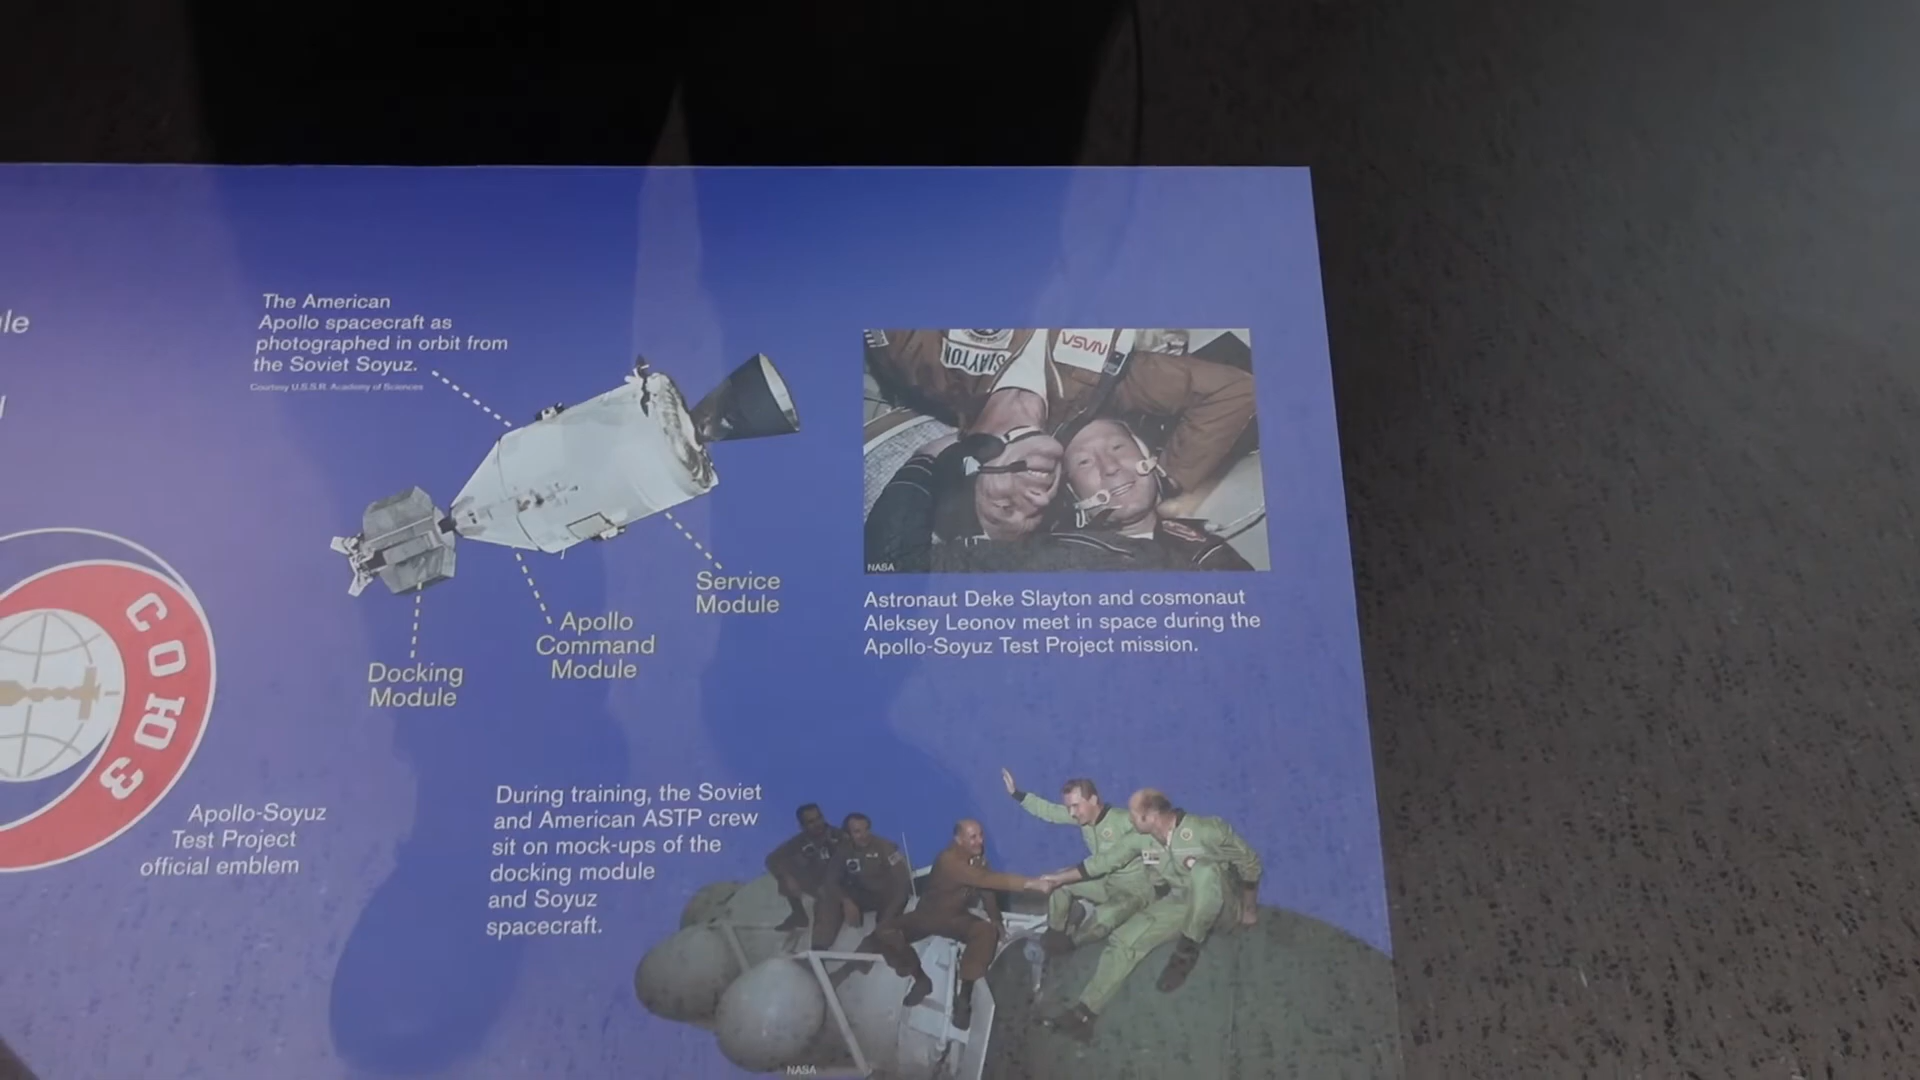 The American
Apollo spacecraft as
photographed in orbit from
the Soviet Soyuz.
Courtesy U.S.S.R. Academy of Sciences
Docking
Module
Apollo
Command
Module
Service
Module
SLAYTON
NASA
NASA
Astronaut Deke Slayton and cosmonaut
Aleksey Leonov meet in space during the
Apollo-Soyuz Test Project mission.
СОЮЗ
Apollo-Soyuz
Test Project
official emblem
During training, the Soviet
and American ASTP crew
sit on mock-ups of the
docking module
and Soyuz
spacecraft.
NASA